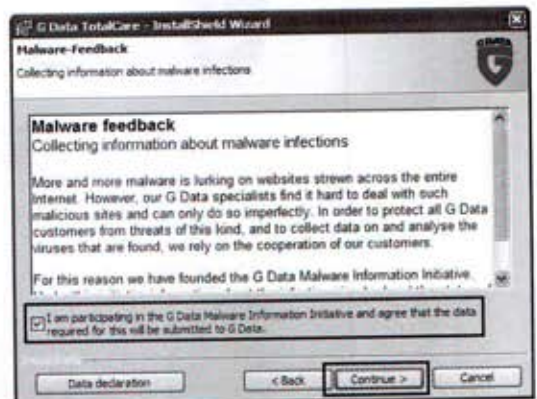 G Data TotalCare - InstallShield Wizard
Malware-Feedback
Collecting information about malware infections
G DATA
Malware feedback
Collecting information about malware infections
More and more malware is lurking on websites strewn across the entire
Internet. However, our G Data specialists find it hard to deal with such
malicious sites and can only do so imperfectly. In order to protect all G Data
customers from threats of this kind, and to collect data on and analyse the
viruses that are found, we rely on the cooperation of our customers.
For this reason we have founded the G Data Malware Information Initiative.
I am participating in the G Data Malware Information Initiative and agree that the data
required for this will be submitted to G Data.
Data declaration
< Back
Continue >
Cancel